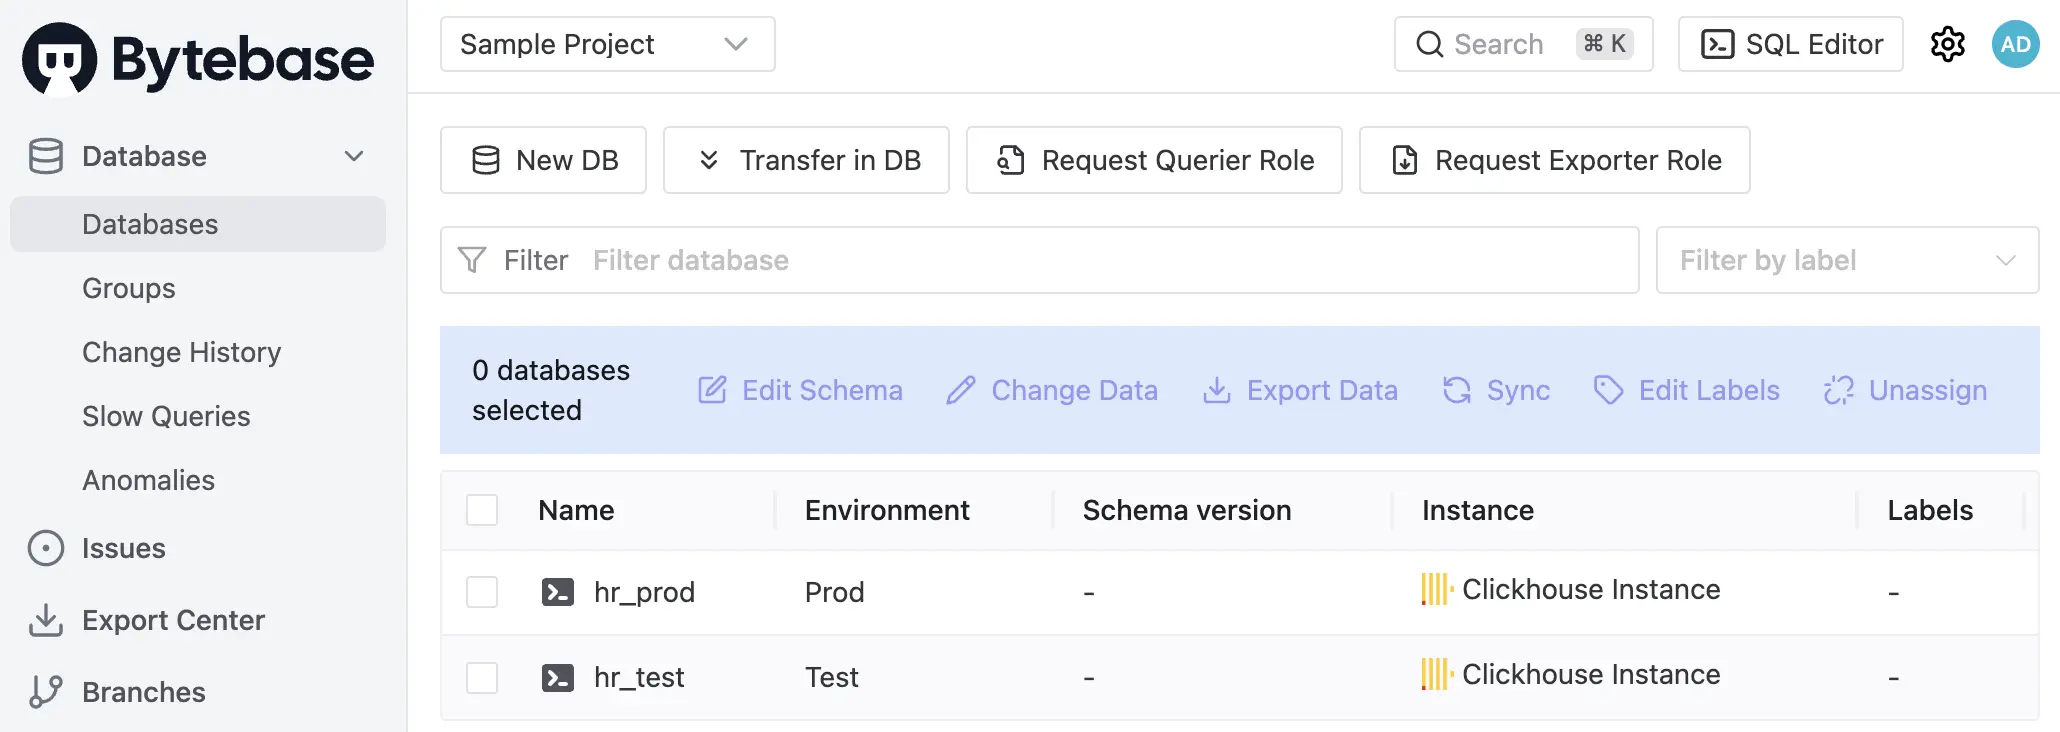 Bytebase
Sample Project
Search ⌘ K
SQL Editor
AD
Database
Databases
Groups
Change History
Slow Queries
Anomalies
Issues
Export Center
Branches
New DB
Transfer in DB
Request Querier Role
Request Exporter Role
Filter Filter database
Filter by label
0 databases
selected
Edit Schema
Change Data
Export Data
Sync
Edit Labels
Unassign
Name Environment Schema version Instance Labels
hr_prod Prod - Clickhouse Instance -
hr_test Test - Clickhouse Instance -